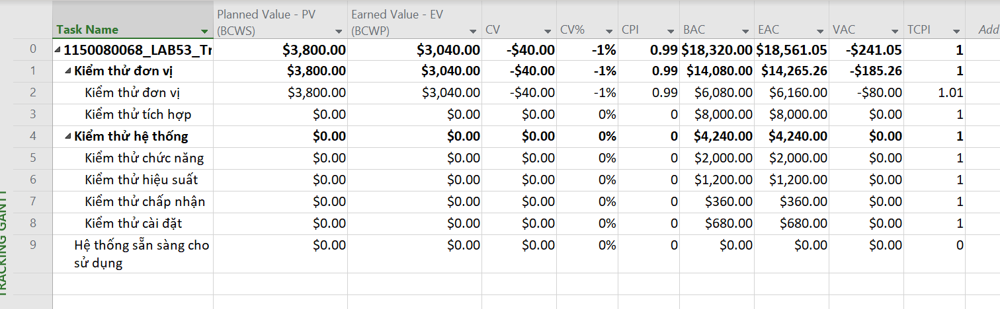 Planned Value - PV (BCWS) Earned Value - EV (BCWP)
Task Name CV CV% CPI BAC EAC VAC TCPI Add
0 1150080068_LAB53_Tr $3,800.00 $3,040.00 -$40.00 -1% 0.99 $18,320.00 $18,561.05 -$241.05 1
1 Kiểm thử đơn vị $3,800.00 $3,040.00 -$40.00 -1% 0.99 $14,080.00 $14,265.26 -$185.26 1
2 Kiểm thử đơn vị $3,800.00 $3,040.00 -$40.00 -1% 0.99 $6,080.00 $6,160.00 -$80.00 1.01
3 Kiểm thử tích hợp $0.00 $0.00 $0.00 0% 0 $8,000.00 $8,000.00 $0.00 1
4 Kiểm thử hệ thống $0.00 $0.00 $0.00 0% 0 $4,240.00 $4,240.00 $0.00 1
5 Kiểm thử chức năng $0.00 $0.00 $0.00 0% 0 $2,000.00 $2,000.00 $0.00 1
6 Kiểm thử hiệu suất $0.00 $0.00 $0.00 0% 0 $1,200.00 $1,200.00 $0.00 1
7 Kiểm thử chấp nhận $0.00 $0.00 $0.00 0% 0 $360.00 $360.00 $0.00 1
8 Kiểm thử cài đặt $0.00 $0.00 $0.00 0% 0 $680.00 $680.00 $0.00 1
9 Hệ thống sẵn sàng cho $0.00 $0.00 $0.00 0% 0 $0.00 $0.00 $0.00 0
sử dụng
TRACKING GANTT